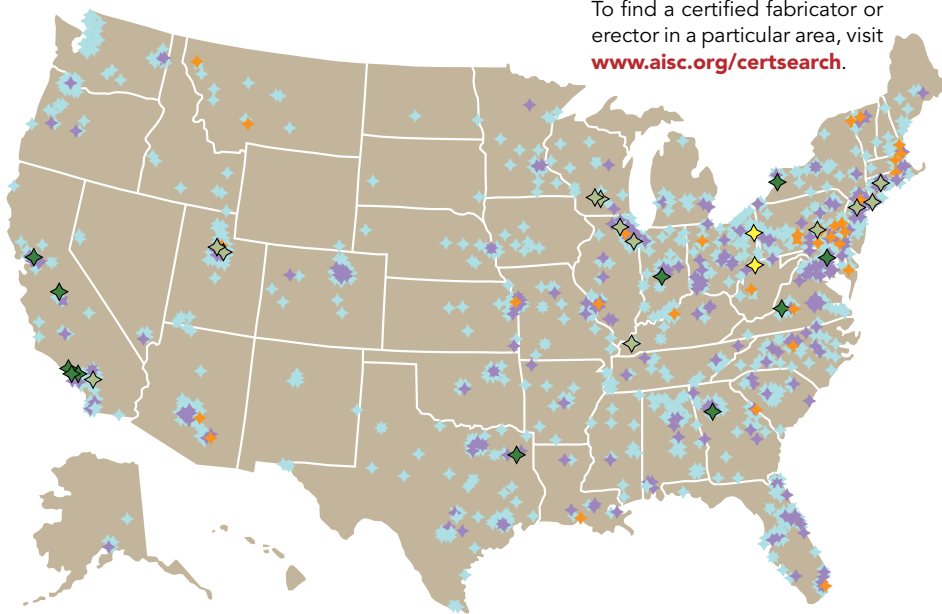 To find a certified fabricator or
erector in a particular area, visit
www.aisc.org/certsearch.